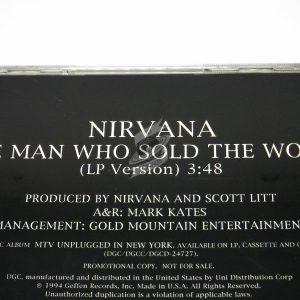 NIRVANA
E MAN WHO SOLD THE WO
(LP Version) 3:48
PRODUCED BY NIRVANA AND SCOTT LITT
A&R: MARK KATES
MANAGEMENT: GOLD MOUNTAIN ENTERTAINMEN
IC ALBUM MTV UNPLUGGED IN NEW YORK. AVAILABLE ON LP, CASSETTE AND C
(DGC/DGCC/DGCD-24727).
PROMOTIONAL COPY. NOT FOR SALE.
DGC, manufactured and distributed in the United States by Uni Distribution Corp
© 1994 Geffen Records, Inc. Made in U.S.A. All Rights Reserved.
Unauthorized duplication is a violation of applicable laws.